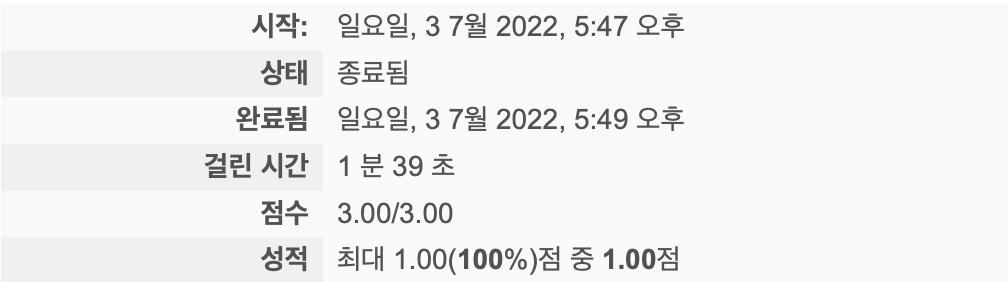 시작: 일요일, 3 7월 2022, 5:47 오후
상태 종료됨
완료됨 일요일, 3 7월 2022, 5:49 오후
걸린 시간 1 분 39 초
점수 3.00/3.00
성적 최대 1.00(100%)점 중 1.00점